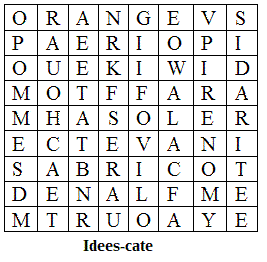 O R A N G E V S
P A E R I O P I
O U E K I W I D
M O T F F A R A
M H A S O L E R
E C T E V A N I
S A B R I C O T
D E N A L F M E
M T R U O A Y E
Idees-cate